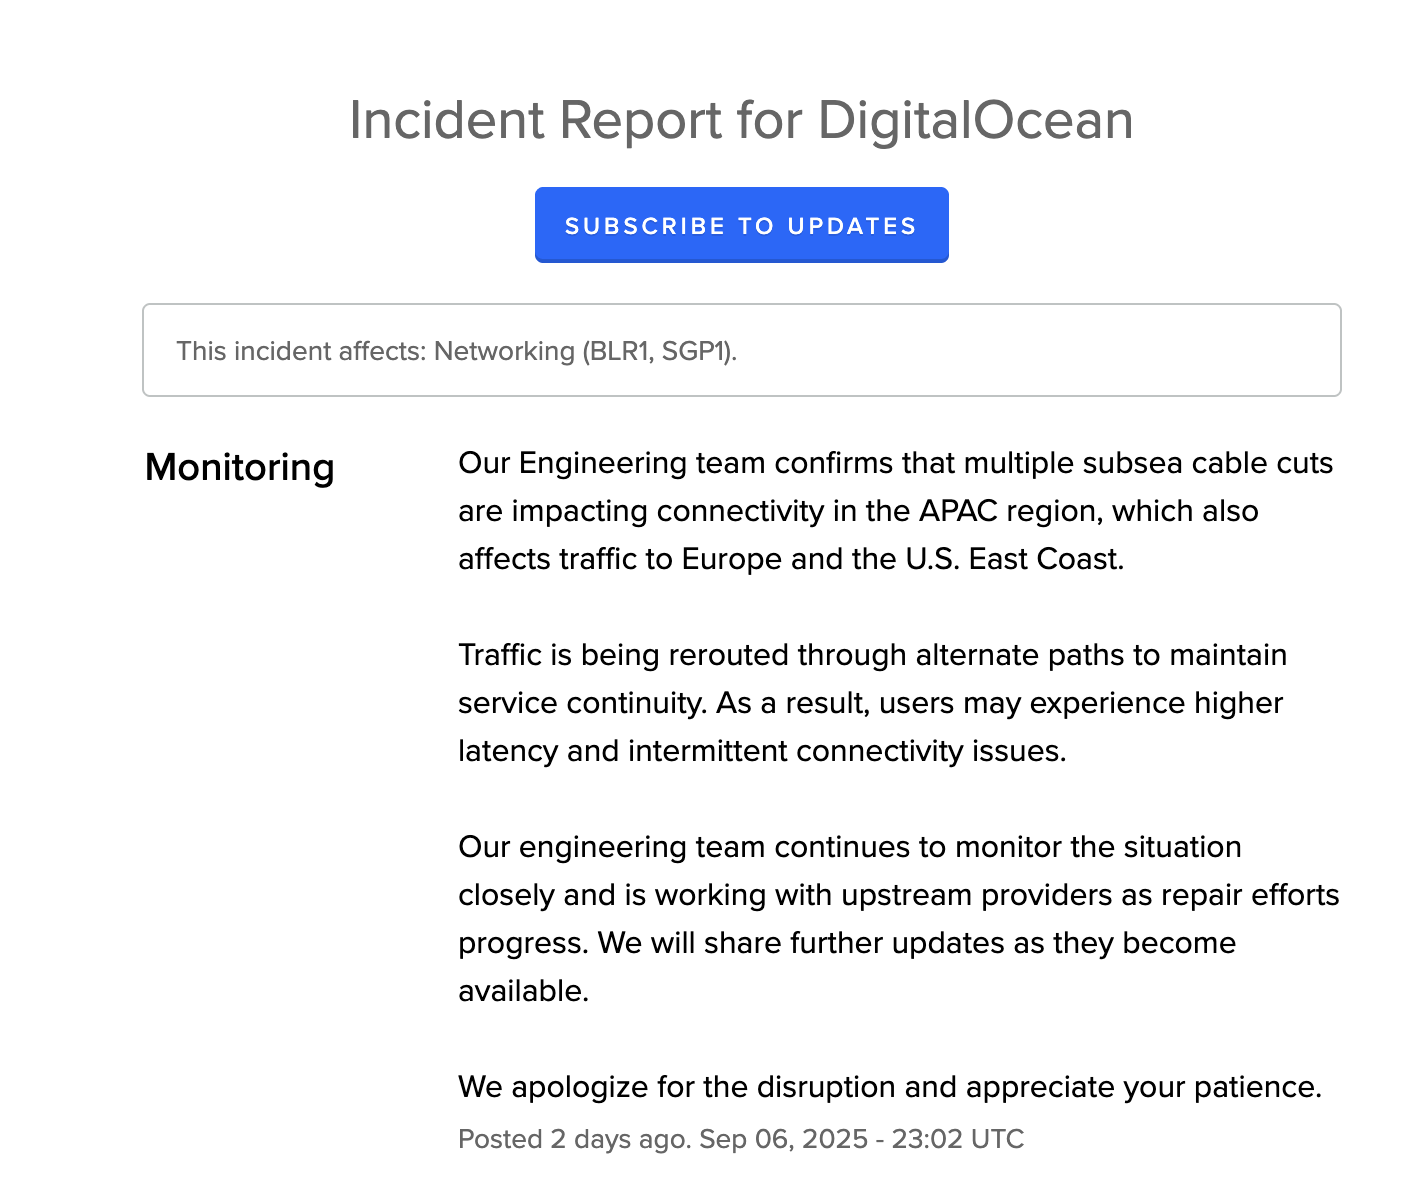 Incident Report for DigitalOcean
SUBSCRIBE TO UPDATES
This incident affects: Networking (BLR1, SGP1).
Monitoring
Our Engineering team confirms that multiple subsea cable cuts
are impacting connectivity in the APAC region, which also
affects traffic to Europe and the U.S. East Coast.
Traffic is being rerouted through alternate paths to maintain
service continuity. As a result, users may experience higher
latency and intermittent connectivity issues.
Our engineering team continues to monitor the situation
closely and is working with upstream providers as repair efforts
progress. We will share further updates as they become
available.
We apologize for the disruption and appreciate your patience.
Posted 2 days ago. Sep 06, 2025 - 23:02 UTC